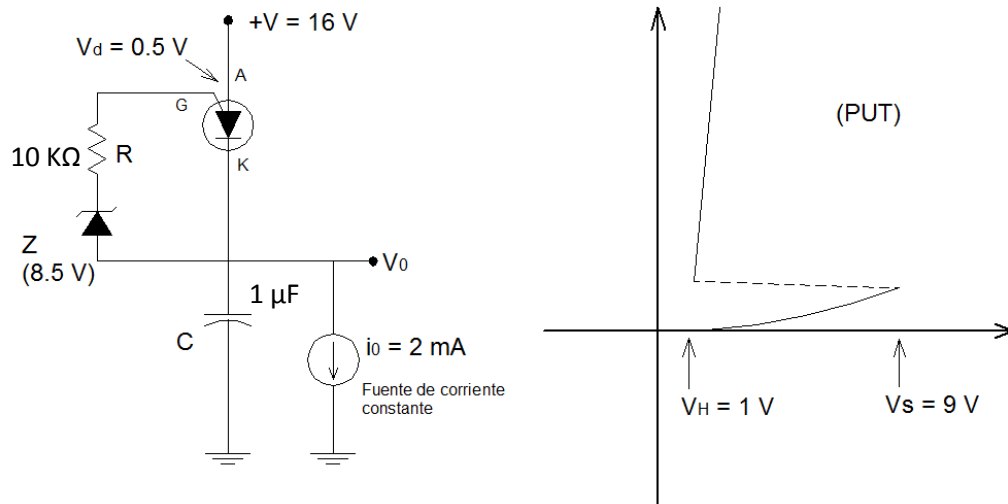 +V = 16 V
Vd = 0.5 V
A
G
K
10 KΩ
R
Z
(8.5 V)
V0
1 µF
C
i0 = 2 mA
Fuente de corriente
constante
(PUT)
VH = 1 V
Vs = 9 V